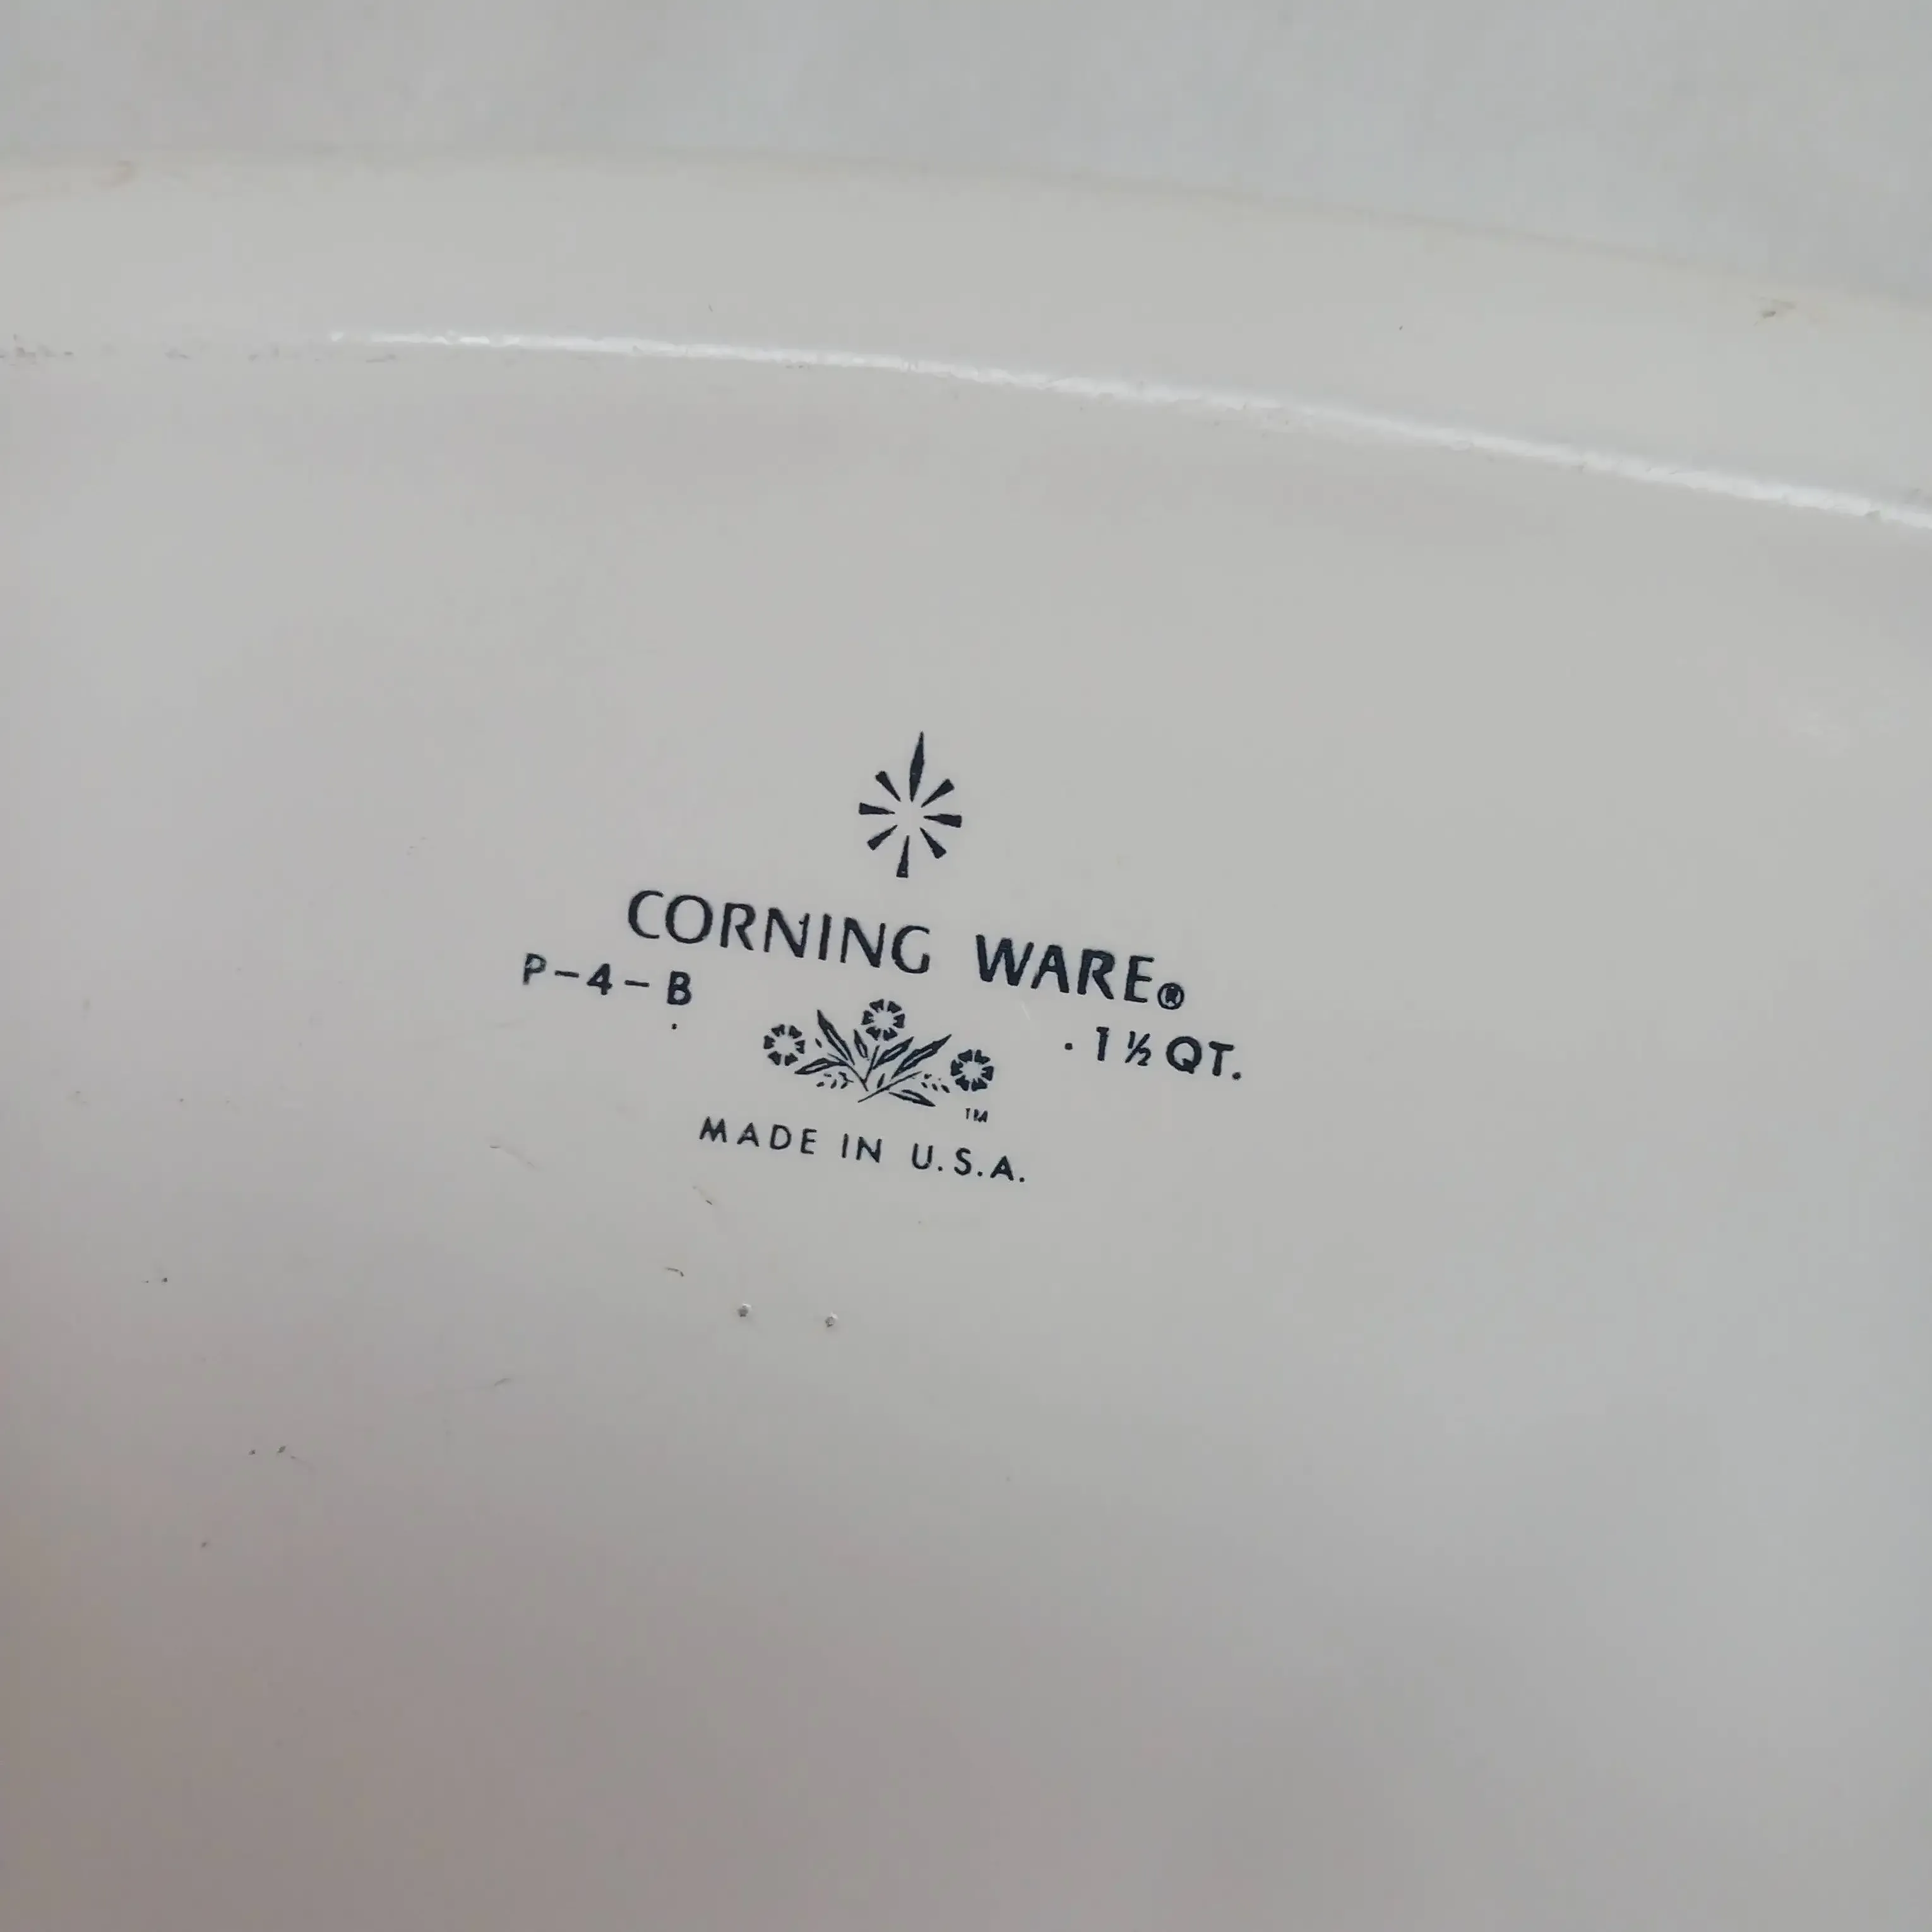 CORNING WARE®
P-4-B
· 1½ QT.
TM
MADE IN U.S.A.